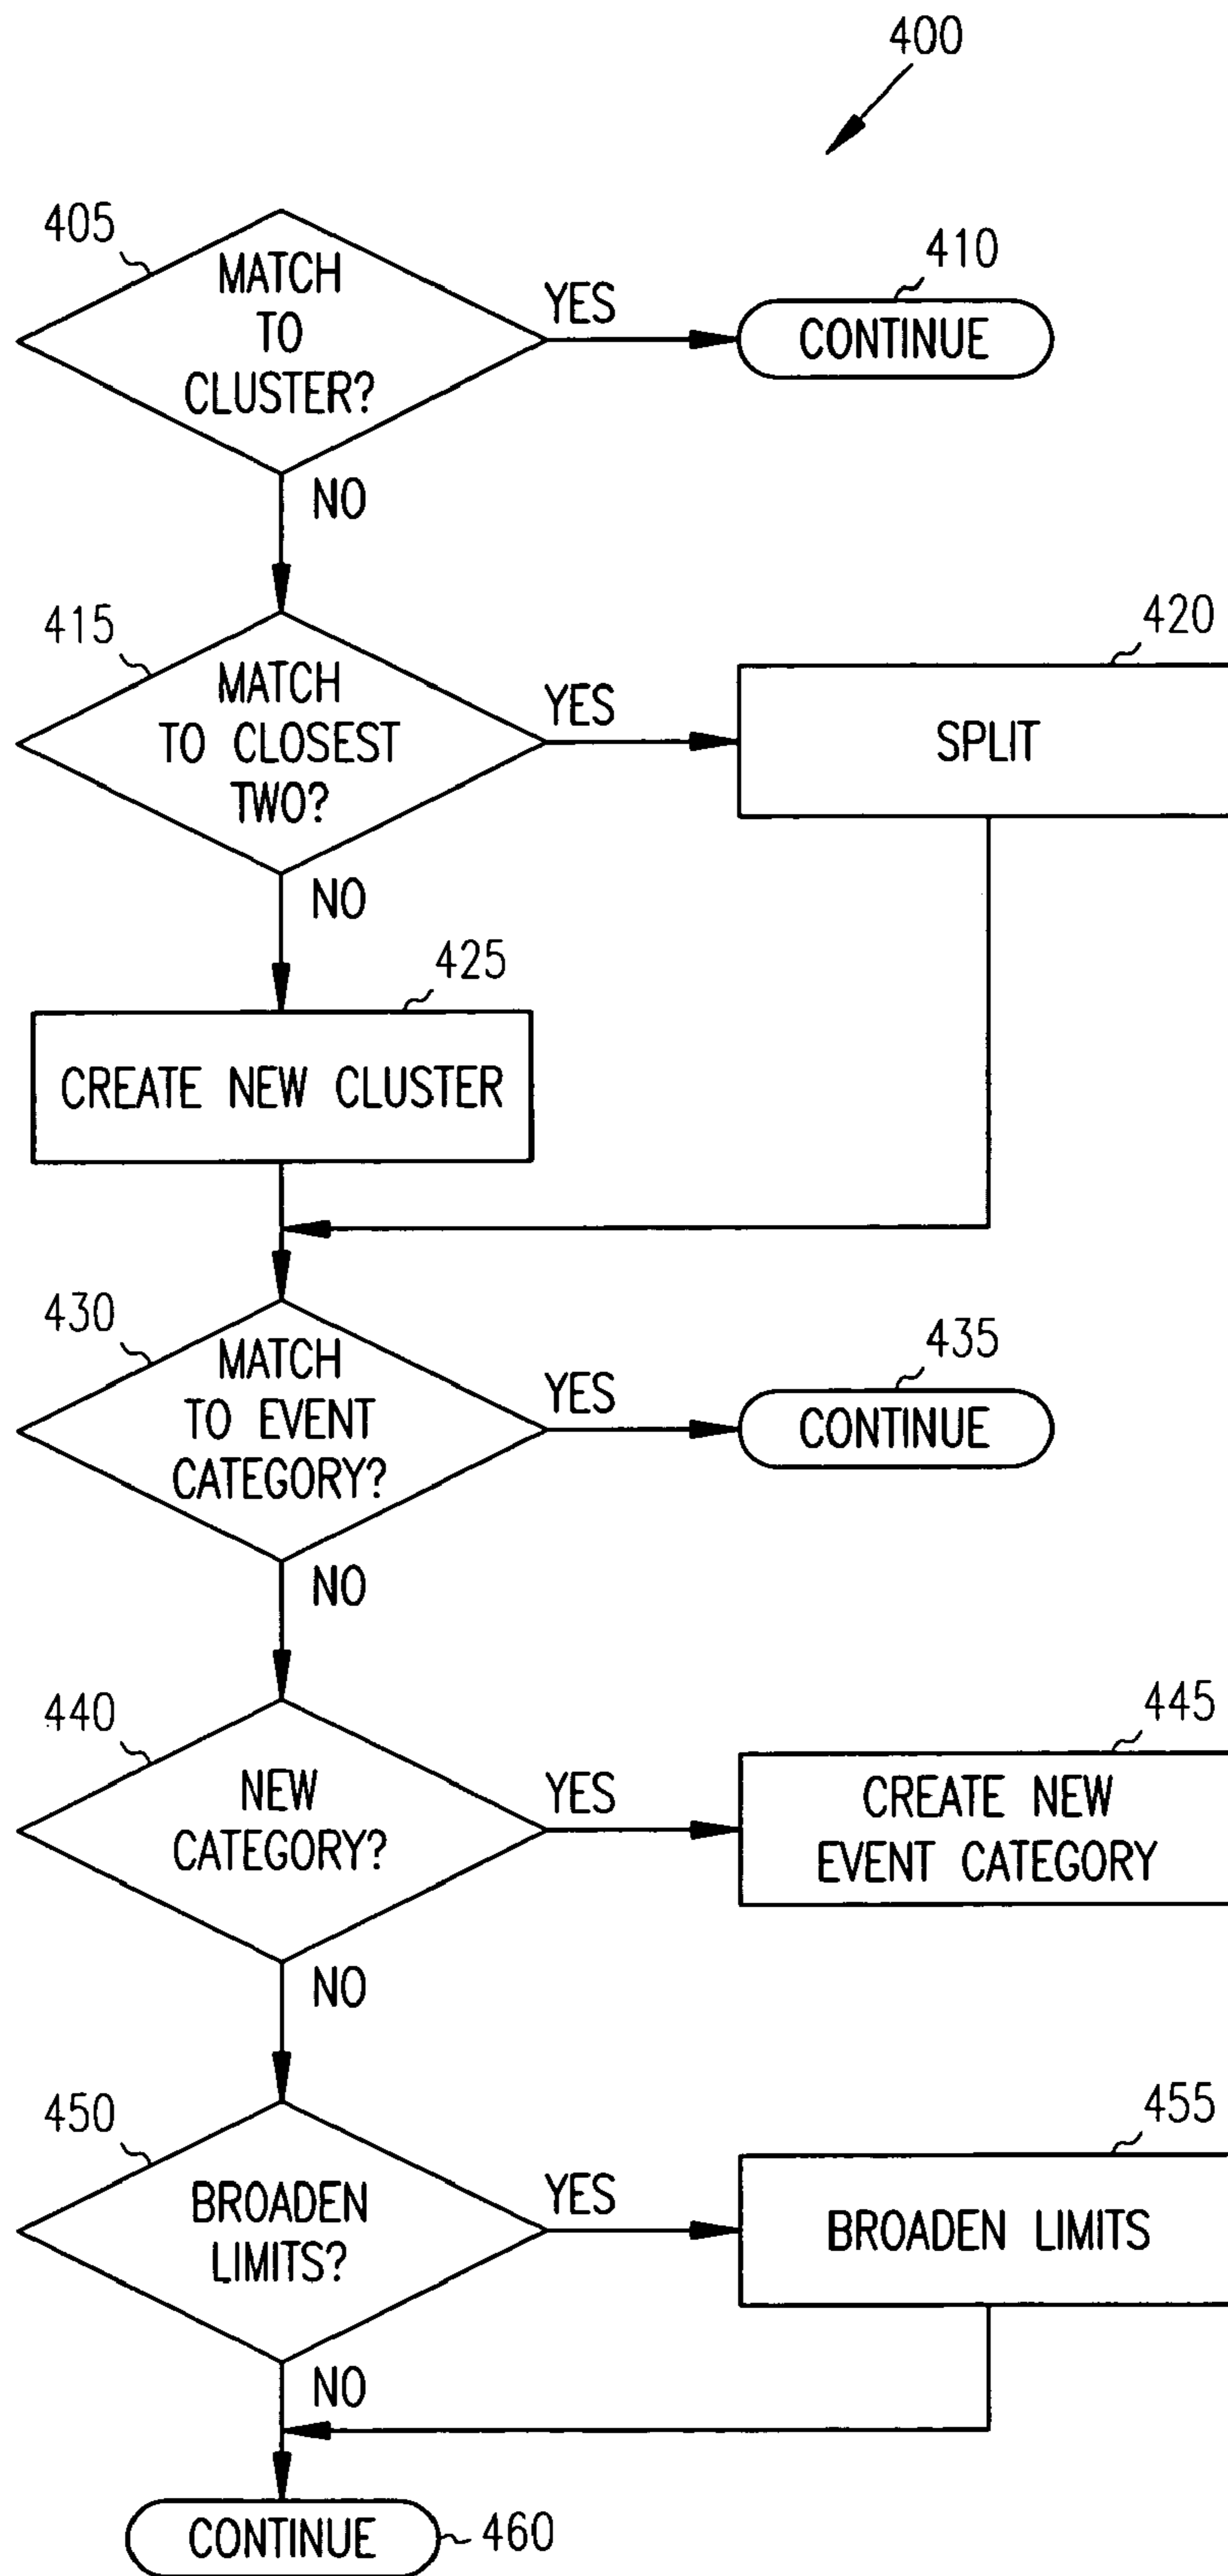 400
405
MATCH
TO
CLUSTER?
YES
410
CONTINUE
NO
415
MATCH
TO CLOSEST
TWO?
YES
420
SPLIT
NO
425
CREATE NEW CLUSTER
430
MATCH
TO EVENT
CATEGORY?
YES
435
CONTINUE
NO
440
NEW
CATEGORY?
YES
445
CREATE NEW
EVENT CATEGORY
NO
450
BROADEN
LIMITS?
YES
455
BROADEN LIMITS
NO
CONTINUE
460